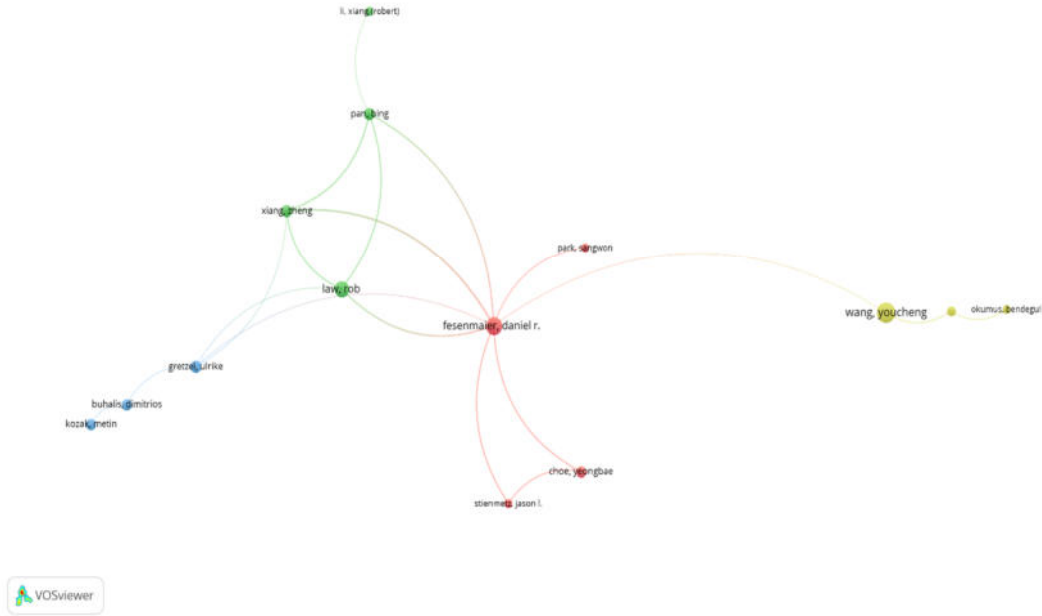 li, xiang (robert)
pan, bing
xiang, zheng
park, sangwon
law, rob
wang, youcheng
okumus, bendegul
fesenmaier, daniel r.
gretzel, ulrike
buhalis, dimitrios
kozak, metin
choe, yeongbae
stienmetz, jason l.
VOSviewer